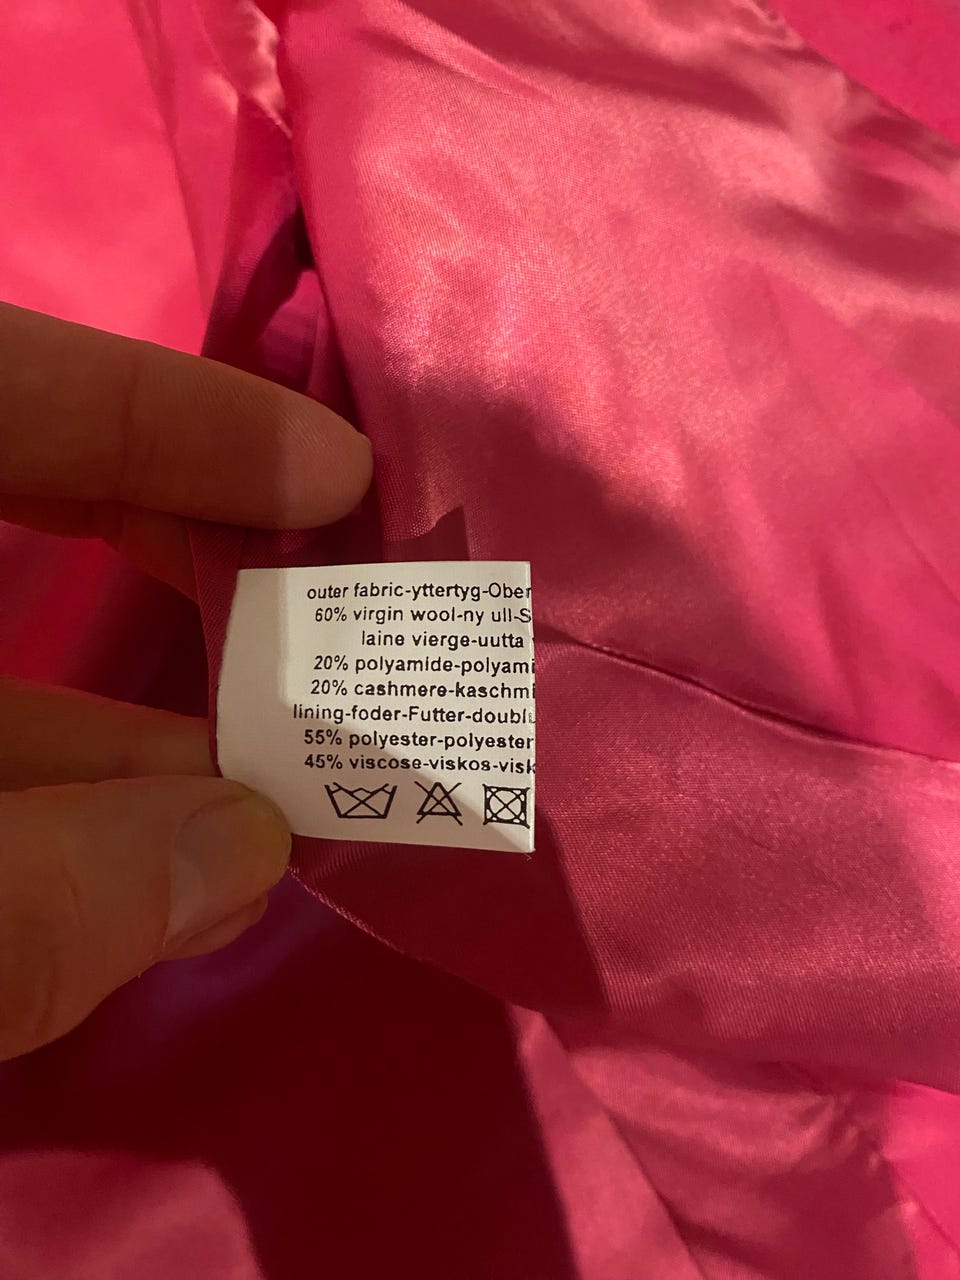 outer fabric-yttertyg-Ober
60% virgin wool-ny ull-S
laine vierge-uutta
20% polyamide-polyami
20% cashmere-kaschmi
lining-foder-Futter-doubl
55% polyester-polyester
45% viscose-viskos-visk